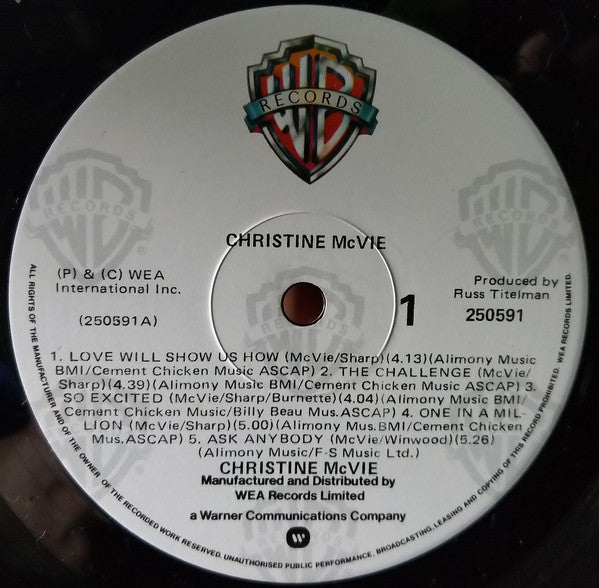 WB
RECORDS
CHRISTINE McVIE
(P) & (C) WEA
International Inc.
(250591A)
Produced by
Russ Titelman
1
250591
1. LOVE WILL SHOW US HOW (McVie/Sharp) (4.13)(Alimony Music
BMI/Cement Chicken Music ASCAP) 2. THE CHALLENGE (McVie/
Sharp)(4.39)(Alimony Music BMI/Cement Chicken Music ASCAP) 3.
SO EXCITED (McVie/Sharp/Burnette)(4.04)(Alimony Music BMI/
Cement Chicken Music/Billy Beau Mus.ASCAP) 4. ONE IN A MIL-
LION (McVie/Sharp)(5.00)(Alimony Mus.BMI/Cement Chicken
Mus.ASCAP) 5. ASK ANYBODY (McVie/Winwood)(5.26)
(Alimony Music/F-S Music Ltd.)
CHRISTINE McVIE
Manufactured and Distributed by
WEA Records Limited
a Warner Communications Company
ALL RIGHTS OF THE MANUFACTURER AND OF THE OWNER OF THE RECORDED WORK RESERVED. UNAUTHORISED PUBLIC PERFORMANCE, BROADCASTING, LEASING AND COPYING OF THIS RECORD PROHIBITED. WEA RECORDS LIMITED.
WB
RECORDS
WB
RECORDS